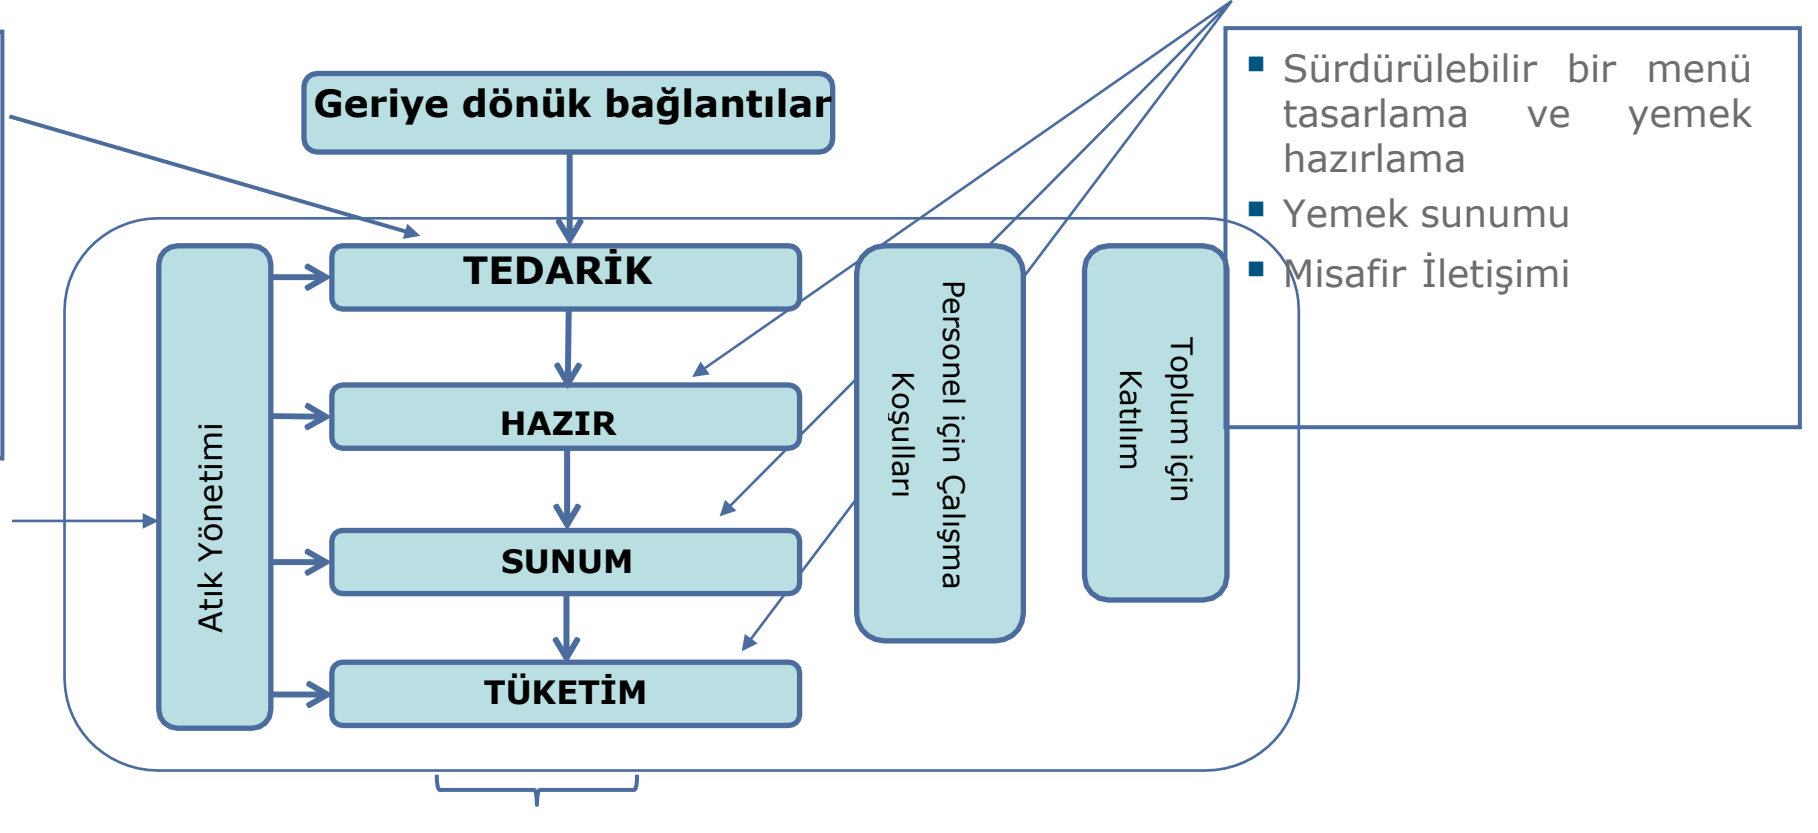 Geriye dönük bağlantılar
TEDARİK
HAZIR
SUNUM
TÜKETİM
Atık Yönetimi
Personel için Çalışma
Koşulları
Toplum için
Katılım
▪ Sürdürülebilir bir menü
tasarlama ve yemek
hazırlama
▪ Yemek sunumu
▪ Misafir İletişimi